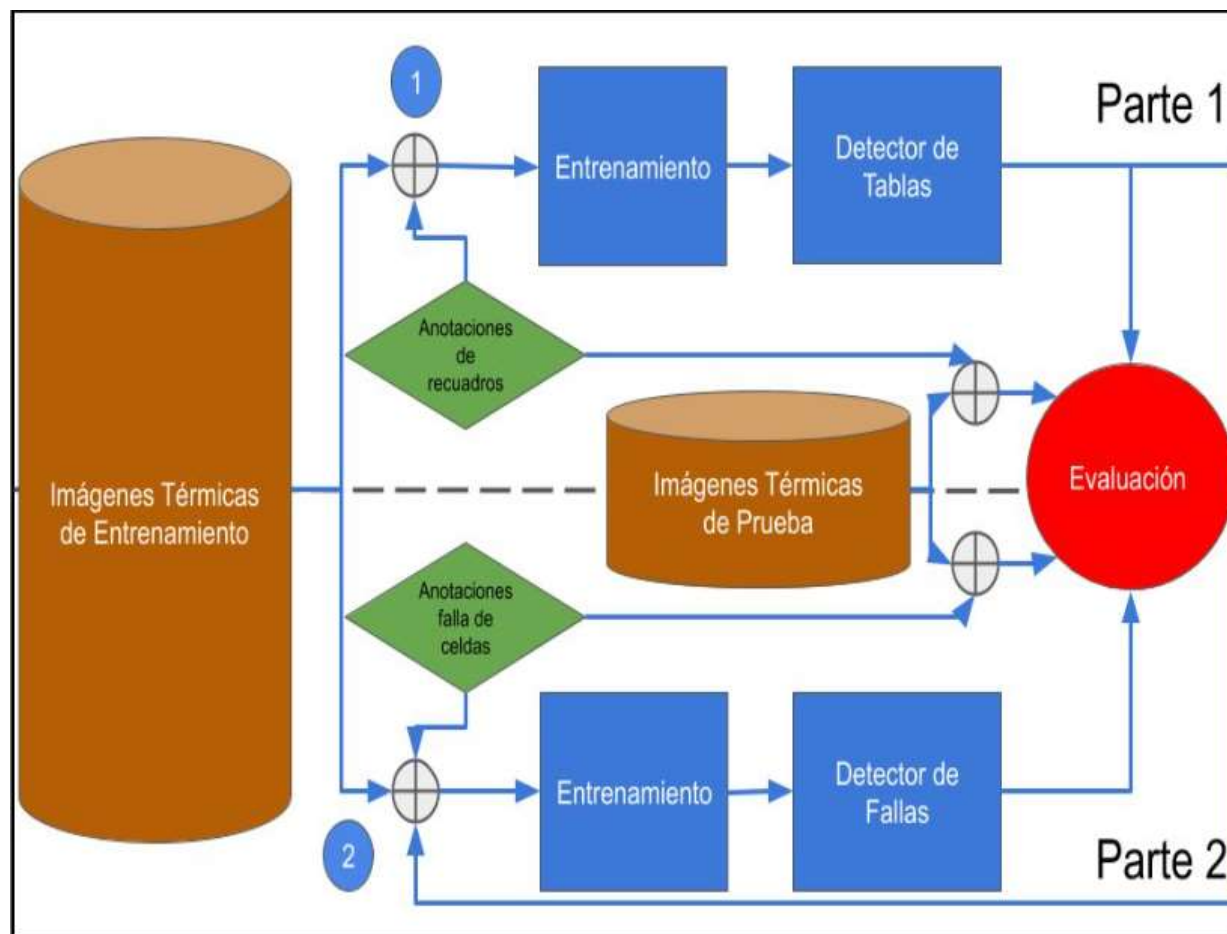 1
Parte 1
Entrenamiento
Detector de
Tablas
Anotaciones
de
recuadros
Imágenes Térmicas
de Entrenamiento
Imágenes Térmicas
de Prueba
Evaluación
Anotaciones
falla de
celdas
Entrenamiento
Detector de
Fallas
2
Parte 2